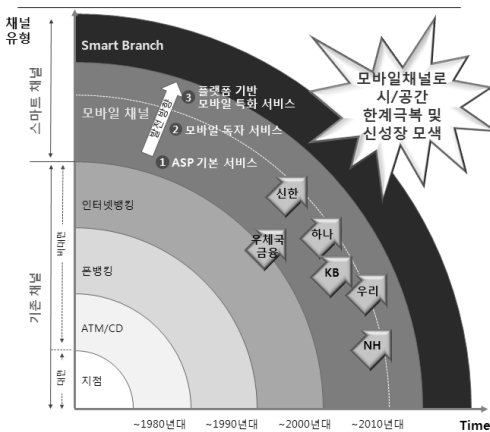 채널
유형
Smart Branch
스마트 채널
모바일 채널
발전 방향
❸ 플랫폼 기반
모바일 특화 서비스
❷ 모바일 독자 서비스
❶ ASP 기본 서비스
모바일채널로
시/공간
한계극복 및
신성장 모색
신한
하나
우체국
금융
KB
우리
NH
기존 채널
비대면
대면
인터넷뱅킹
폰뱅킹
ATM/CD
지점
~1980년대
~1990년대
~2000년대
~2010년대
Time